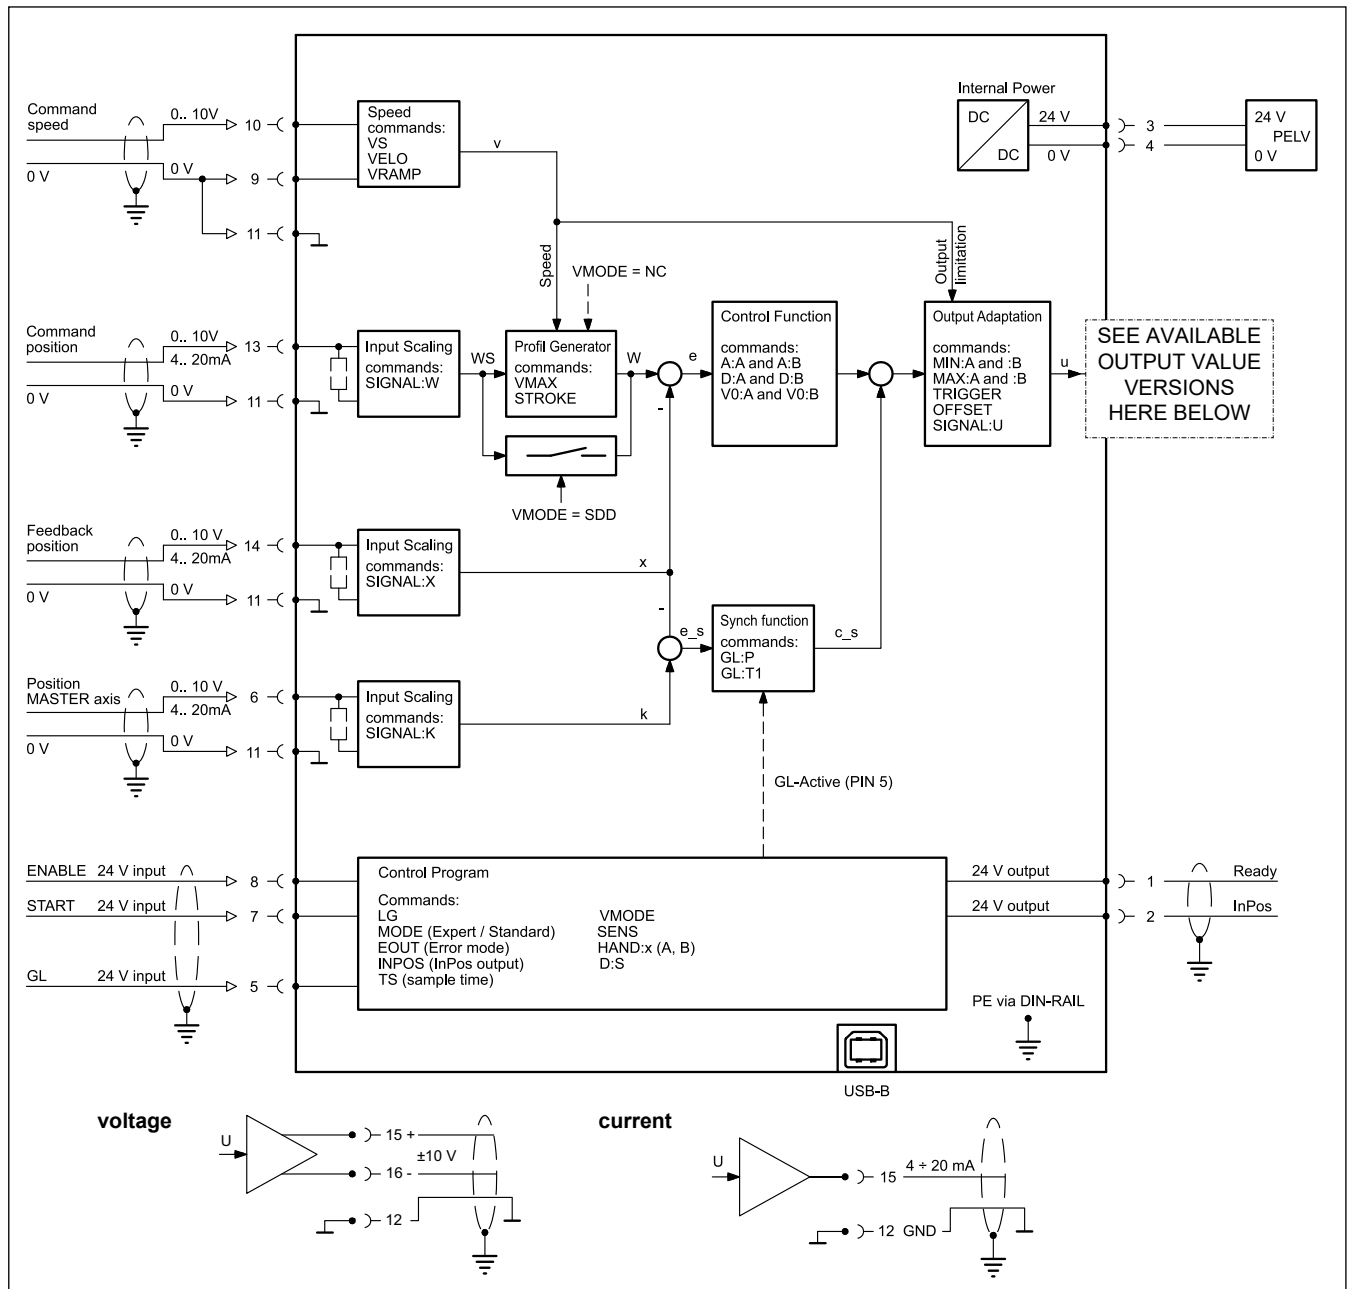 Internal Power
Command
speed
0.. 10V
10
0 V
0 V
9
11
Speed
commands:
VS
VELO
VRAMP
v
DC
DC
24 V
0 V
3
4
24 V
PELV
0 V
Speed
VMODE = NC
Output
limitation
Command
position
0.. 10V
13
4.. 20mA
0 V
0 V
11
Input Scaling
commands:
SIGNAL:W
WS
Profil Generator
commands:
VMAX
STROKE
W
e
-
Control Function
commands:
A:A and A:B
D:A and D:B
V0:A and V0:B
Output Adaptation
commands:
MIN:A and :B
MAX:A and :B
TRIGGER
OFFSET
SIGNAL:U
u
SEE AVAILABLE
OUTPUT VALUE
VERSIONS
HERE BELOW
VMODE = SDD
Feedback
position
0.. 10 V
14
4.. 20mA
0 V
0 V
11
Input Scaling
commands:
SIGNAL:X
x
-
e_s
Synch function
commands:
GL:P
GL:T1
c_s
Position
MASTER axis
0.. 10 V
6
4.. 20mA
0 V
0 V
11
Input Scaling
commands:
SIGNAL:K
k
GL-Active (PIN 5)
ENABLE 24 V input
8
START 24 V input
7
GL 24 V input
5
Control Program
Commands:
LG
MODE (Expert / Standard)
EOUT (Error mode)
INPOS (InPos output)
TS (sample time)
VMODE
SENS
HAND:x (A, B)
D:S
24 V output
1
Ready
24 V output
2
InPos
PE via DIN-RAIL
USB-B
voltage
U
15 +
±10 V
16 -
12
current
U
15
4 ÷ 20 mA
12 GND